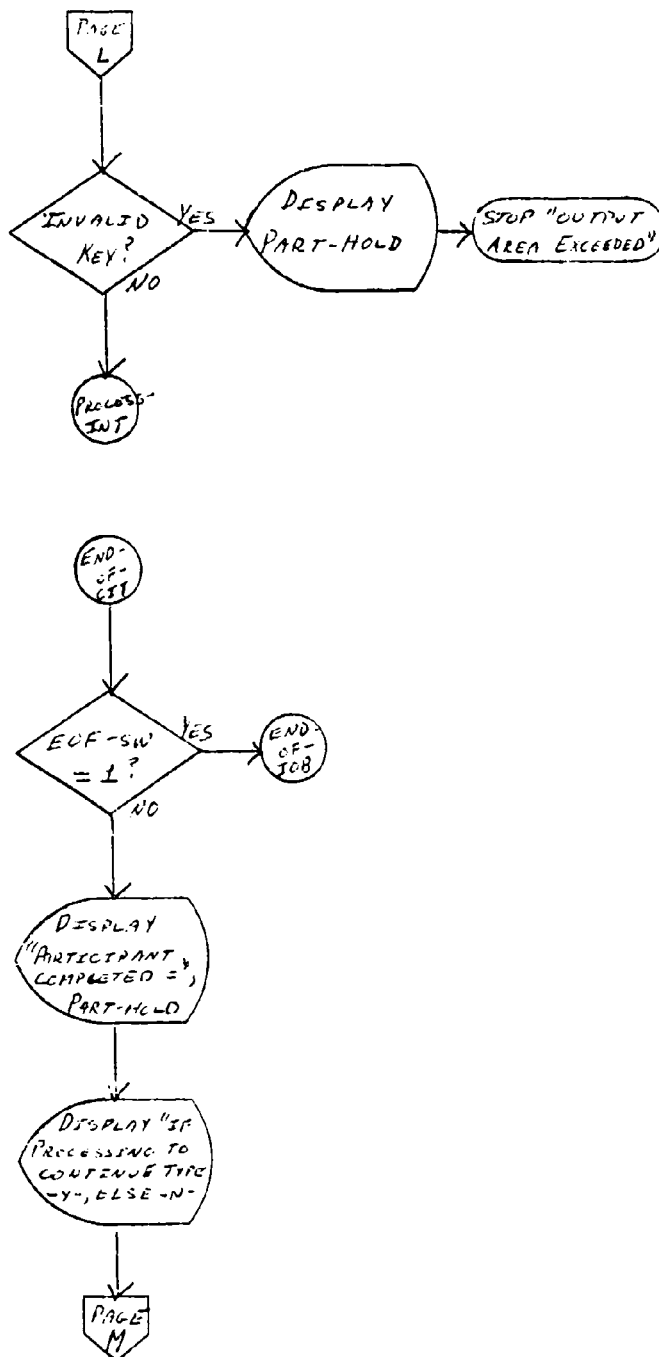 PAGE
L
INVALID
KEY?
YES
NO
DISPLAY
PART-HOLD
STOP "OUTPUT
AREA EXCEEDED"
PROCESS-
INT
END-
OF-
EOF-SW
= 1?
YES
NO
END-
OF-
JOB
DISPLAY
"PARTICIPANT
COMPLETED =",
PART-HOLD
DISPLAY "IF
PROCESSING TO
CONTINUE TYPE
-Y-, ELSE -N-
PAGE
M